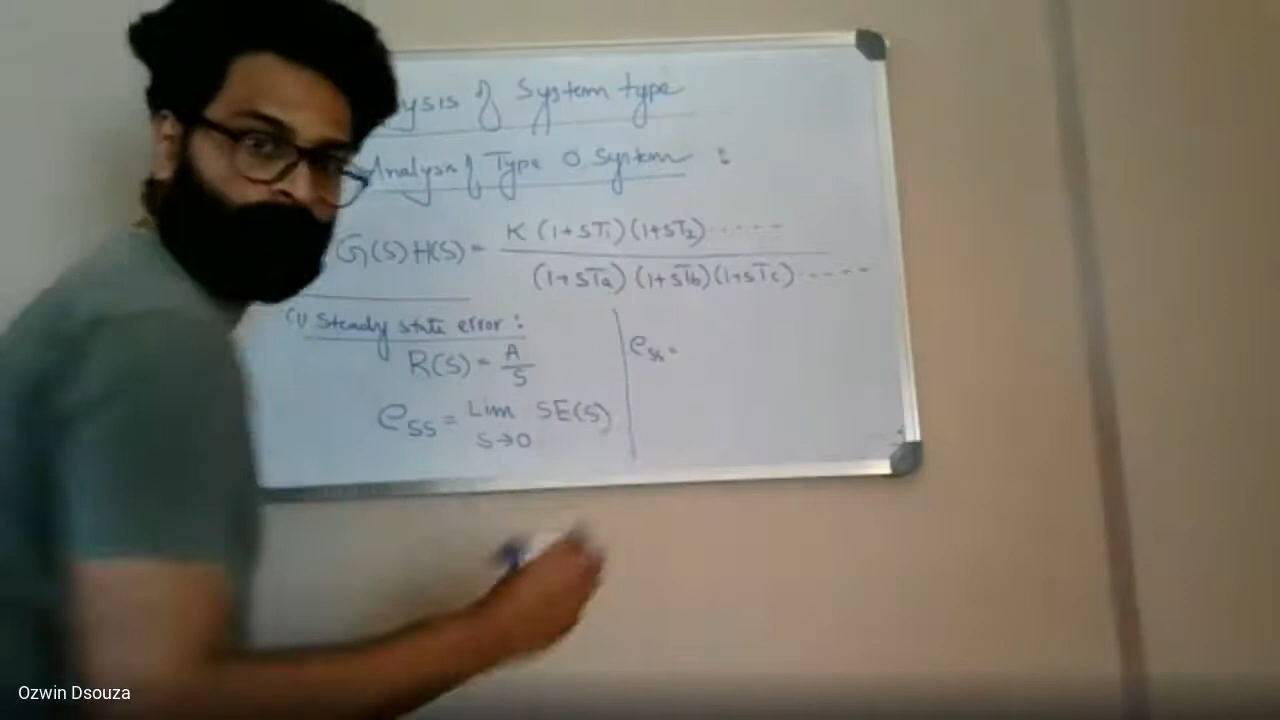 ysis of System type
Analysis of Type 0 System :
G(s) H(s) = K (1+sT1)(1+sT2) ......
(1+sTa) (1+sTb)(1+sTc) ......
(1) Steady state error :
R(s) = A/s
ess = Lim SE(s)
s→0
ess =
Ozwin Dsouza